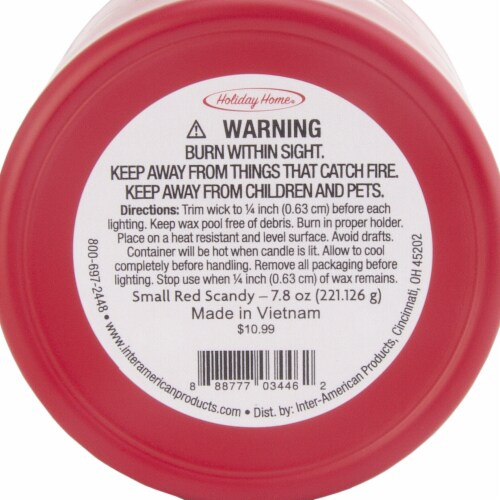 Holiday Home®
⚠ WARNING
BURN WITHIN SIGHT.
KEEP AWAY FROM THINGS THAT CATCH FIRE.
KEEP AWAY FROM CHILDREN AND PETS.
Directions: Trim wick to ¼ inch (0.63 cm) before each
lighting. Keep wax pool free of debris. Burn in proper holder.
Place on a heat resistant and level surface. Avoid drafts.
Container will be hot when candle is lit. Allow to cool
completely before handling. Remove all packaging before
lighting. Stop use when ¼ inch (0.63 cm) of wax remains.
Small Red Scandy – 7.8 oz (221.126 g)
Made in Vietnam
$10.99
8 88777 03446 2
800-697-2448 • www.interamericanproducts.com • Dist. by: Inter-American Products, Cincinnati, OH 45202